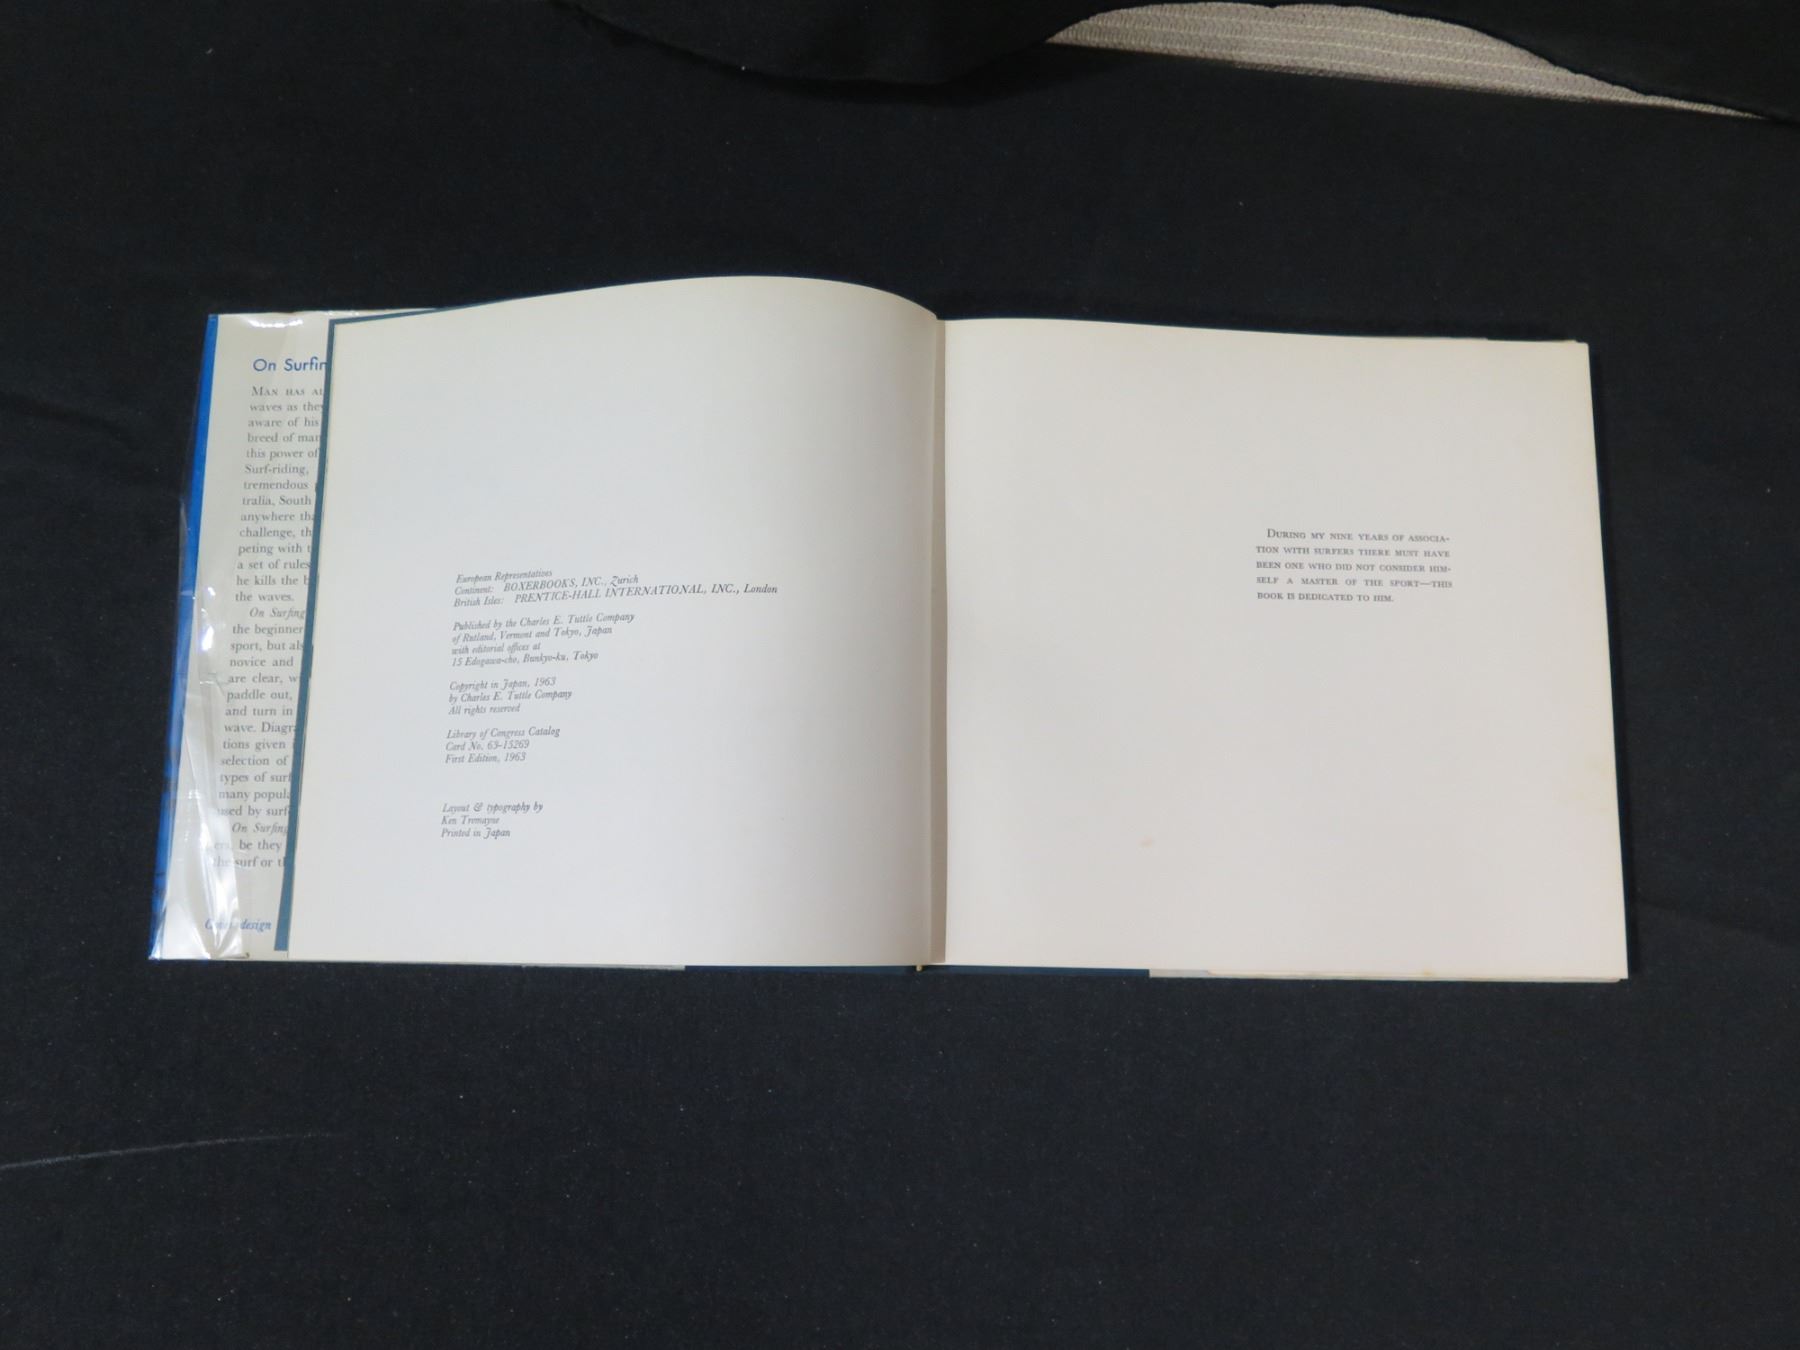 On Surfin
MAN HAS AL
waves as they
aware of his
breed of man
this power of
Surf-riding,
tremendous
tralia, South
anywhere tha
challenge, th
peting with t
a set of rules
he kills the b
the waves.
On Surfing
the beginner
sport, but als
novice and
are clear, w
paddle out,
and turn in
wave. Diagra
tions given i
selection of
types of surf
many popula
used by surf
On Surfing
ers, be they
the surf or th
design
European Representatives
Continent: BOXERBOOKS, INC., Zurich
British Isles: PRENTICE-HALL INTERNATIONAL, INC., London
Published by the Charles E. Tuttle Company
of Rutland, Vermont and Tokyo, Japan
with editorial offices at
15 Edogawa-cho, Bunkyo-ku, Tokyo
Copyright in Japan, 1963
by Charles E. Tuttle Company
All rights reserved
Library of Congress Catalog
Card No. 63-15269
First Edition, 1963
Layout & typography by
Ken Tremayne
Printed in Japan
DURING MY NINE YEARS OF ASSOCIA-
TION WITH SURFERS THERE MUST HAVE
BEEN ONE WHO DID NOT CONSIDER HIM-
SELF A MASTER OF THE SPORT—THIS
BOOK IS DEDICATED TO HIM.